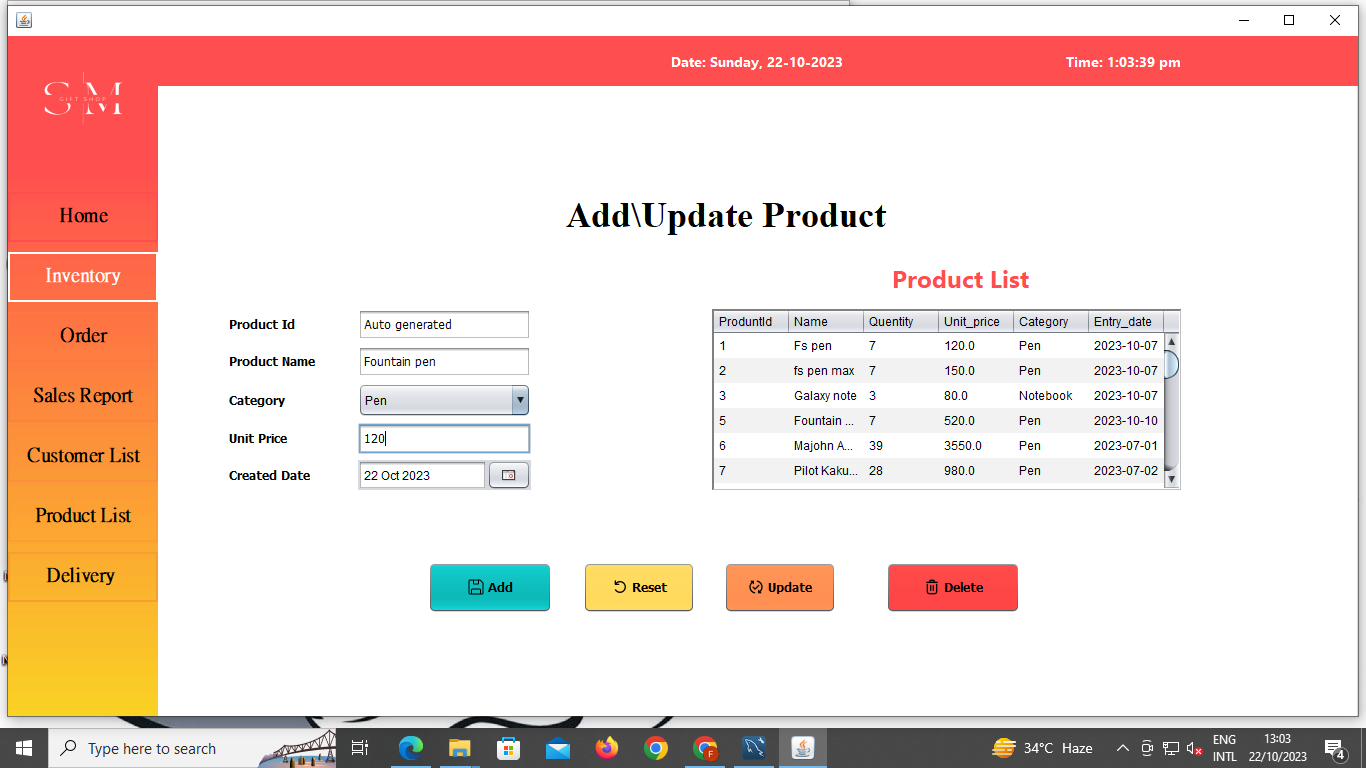 Date: Sunday, 22-10-2023 Time: 1:03:39 pm
SM
GIFT SHOP
Home
Inventory
Order
Sales Report
Customer List
Product List
Delivery
Add\Update Product
Product Id Auto generated
Product Name Fountain pen
Category Pen
Unit Price 120
Created Date 22 Oct 2023
Product List
ProduntId Name Quentity Unit_price Category Entry_date
1 Fs pen 7 120.0 Pen 2023-10-07
2 fs pen max 7 150.0 Pen 2023-10-07
3 Galaxy note 3 80.0 Notebook 2023-10-07
5 Fountain ... 7 520.0 Pen 2023-10-10
6 Majohn A... 39 3550.0 Pen 2023-07-01
7 Pilot Kaku... 28 980.0 Pen 2023-07-02
Add Reset Update Delete
Type here to search
F
34°C Haze
ENG
INTL
13:03
22/10/2023
4